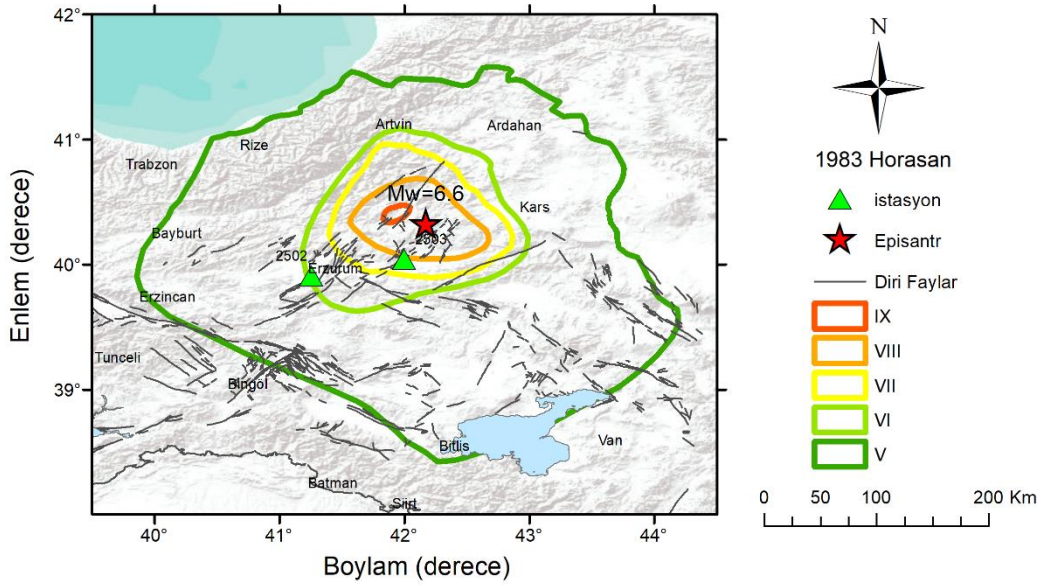 42°
41°
40°
39°
Enlem (derece)
Artvin
Ardahan
Rize
Trabzon
Mw=6.6
Kars
Bayburt
2503
2502
Erzurum
Erzincan
Tunceli
Bingöl
Bitlis
Van
Batman
Siirt
40°
41°
42°
43°
44°
Boylam (derece)
N
1983 Horasan
istasyon
Episantr
Diri Faylar
IX
VIII
VII
VI
V
0 50 100 200 Km